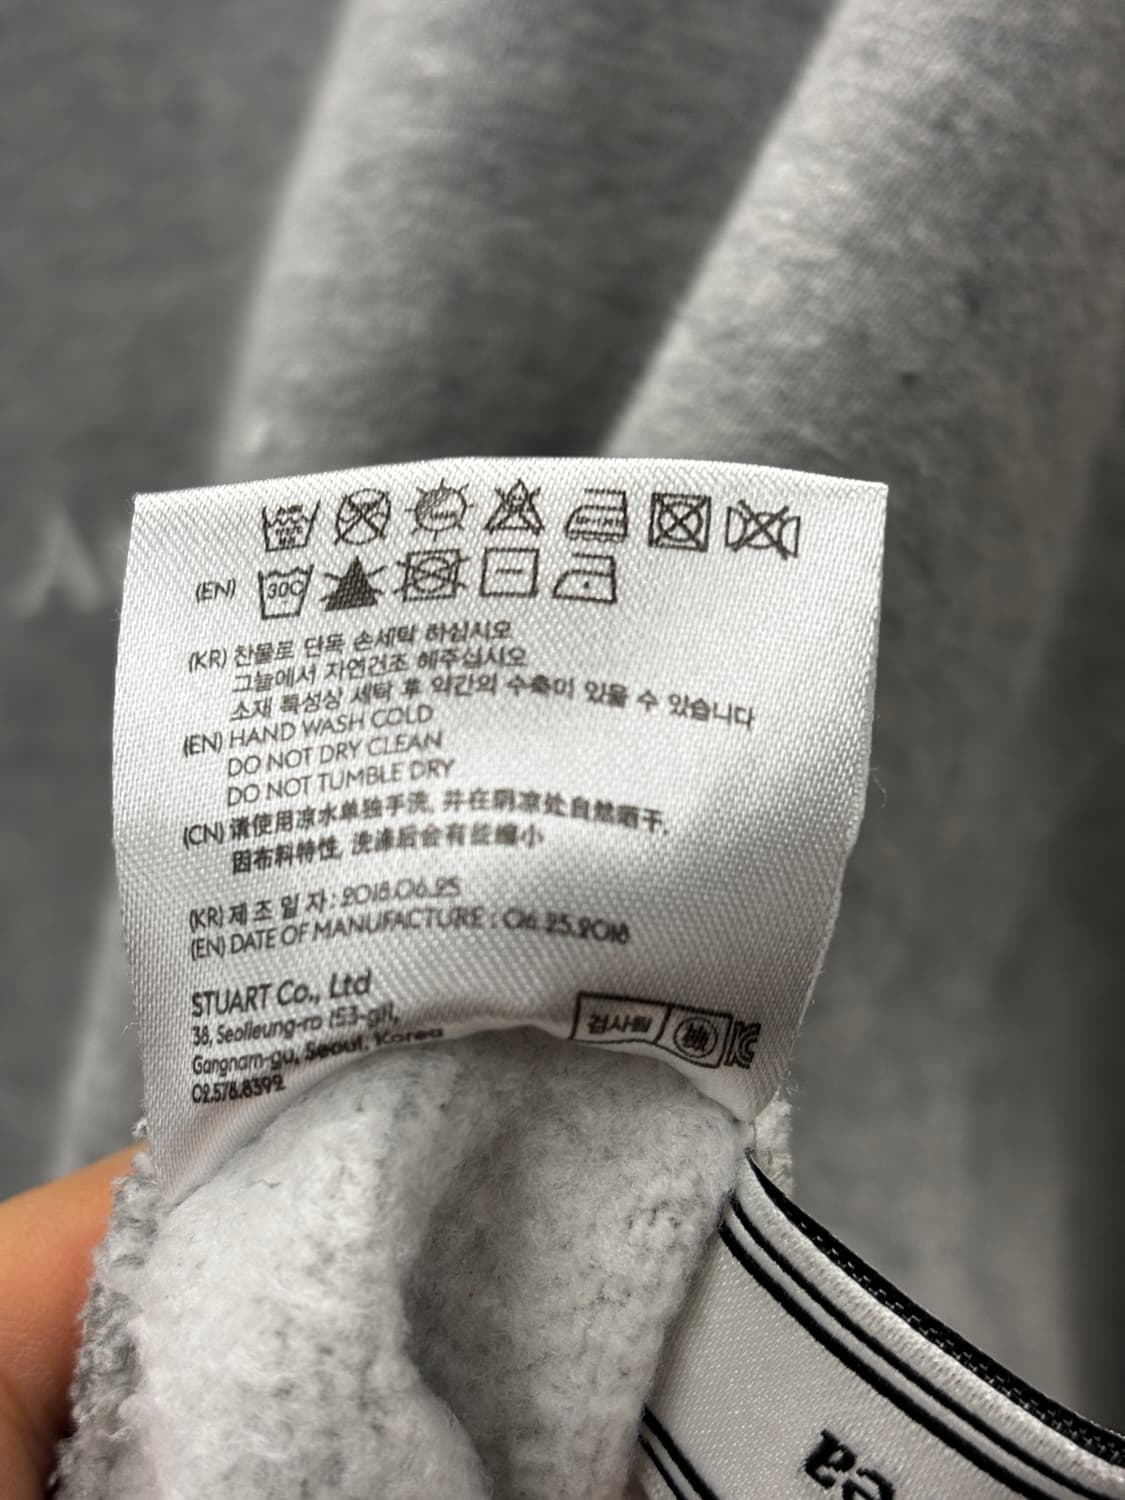 (EN) 30C
(KR) 찬물로 단독 손세탁 하십시오
그늘에서 자연건조 해주십시오
소재 특성상 세탁 후 약간의 수축이 있을 수 있습니다
(EN) HAND WASH COLD
DO NOT DRY CLEAN
DO NOT TUMBLE DRY
(CN) 请使用凉水单独手洗, 并在阴凉处自然晒干,
因布料特性, 洗涤后会有些缩小
(KR) 제 조 일 자 : 2018.06.25
(EN) DATE OF MANUFACTURE : 06.25.2018
STUART Co., Ltd
38, Seolleung-ro 153-gil,
Gangnam-gu, Seoul, Korea
02.578.8392
검사필